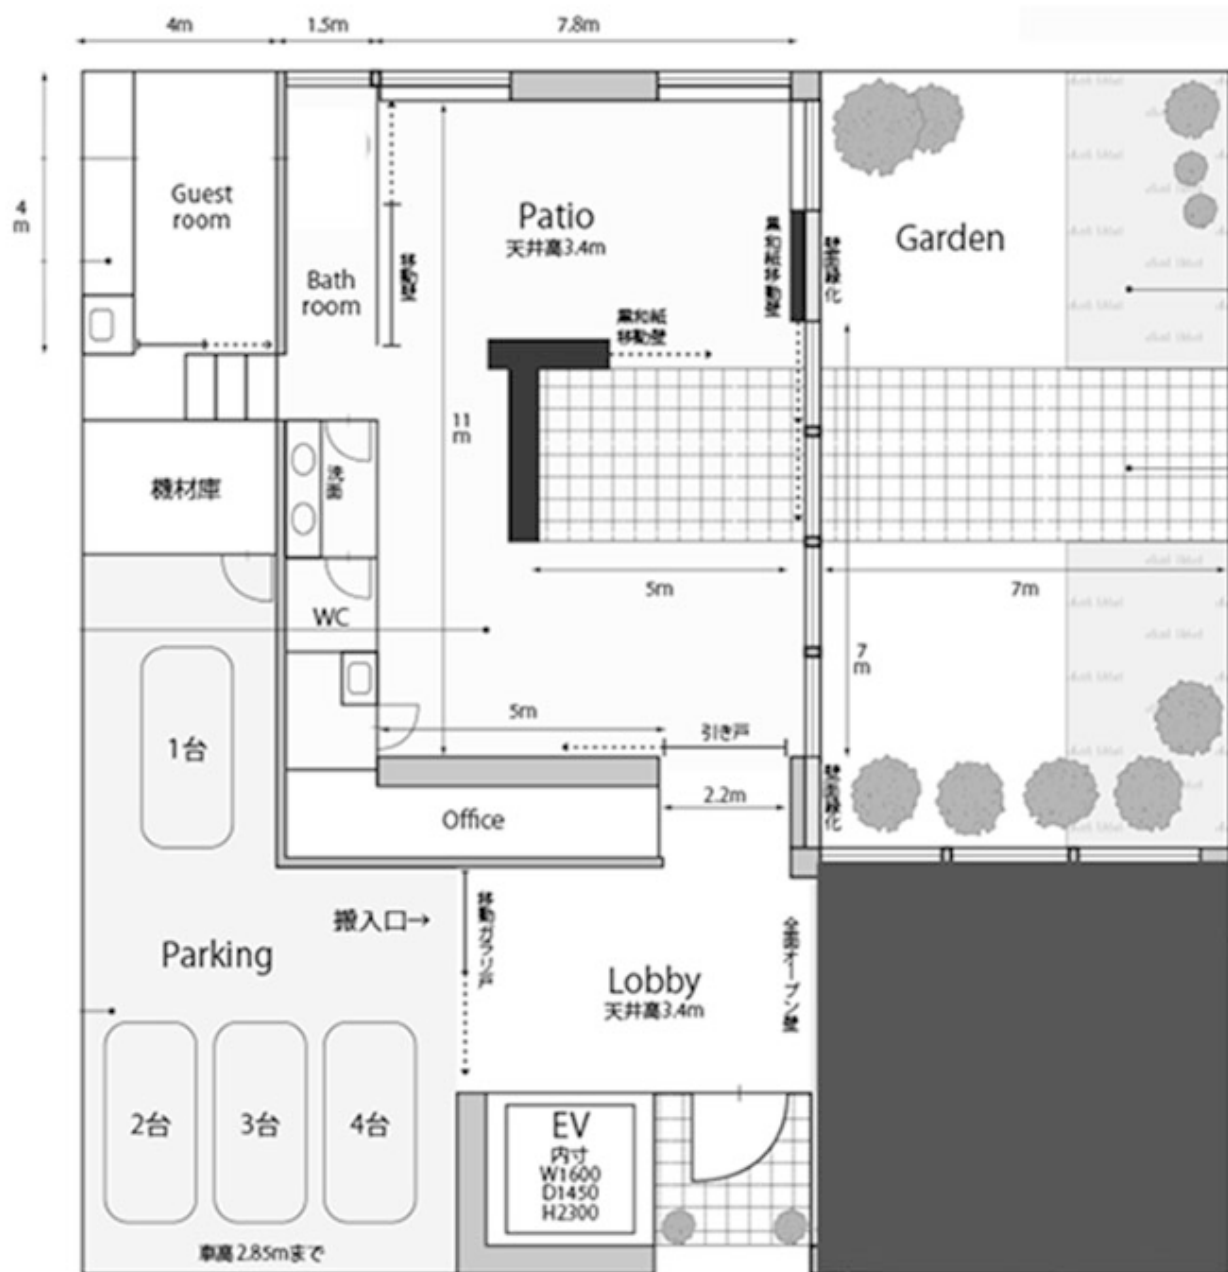 4m
1.5m
7.8m
4
m
Guest
room
Bath
room
移動壁
Patio
天井高3.4m
黒和紙
移動壁
黒和紙移動壁
壁面緑化
Garden
11
m
機材庫
洗面
WC
5m
7m
7
m
5m
引き戸
2.2m
壁面緑化
1台
Office
搬入口→
移動ガラリ戸
Parking
Lobby
天井高3.4m
全面オープン壁
2台
3台
4台
EV
内寸
W1600
D1450
H2300
車高2.85mまで